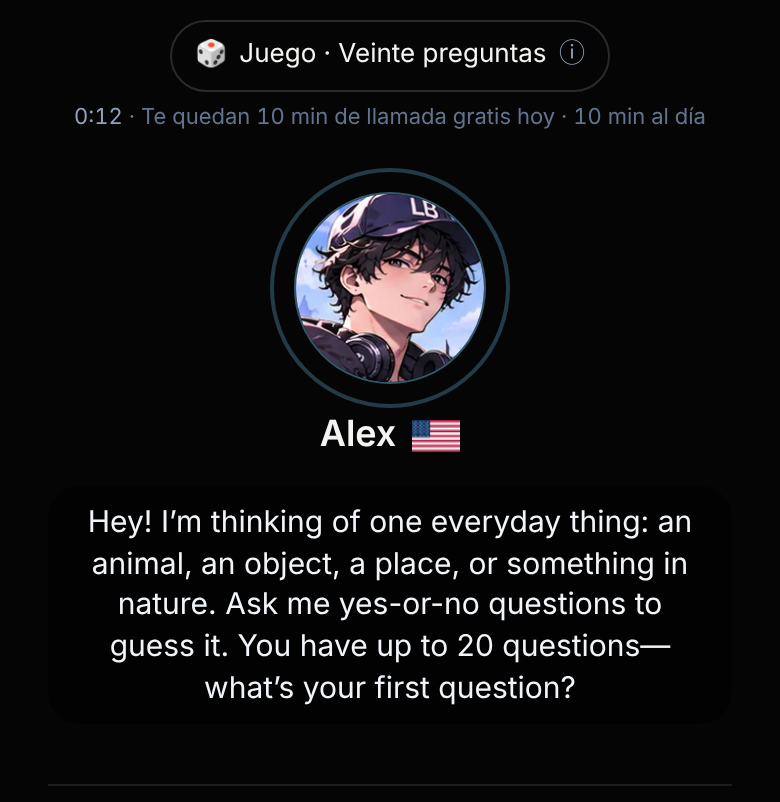 Juego · Veinte preguntas ⓘ
0:12 · Te quedan 10 min de llamada gratis hoy · 10 min al día
LB
Alex
Hey! I’m thinking of one everyday thing: an
animal, an object, a place, or something in
nature. Ask me yes-or-no questions to
guess it. You have up to 20 questions—
what’s your first question?